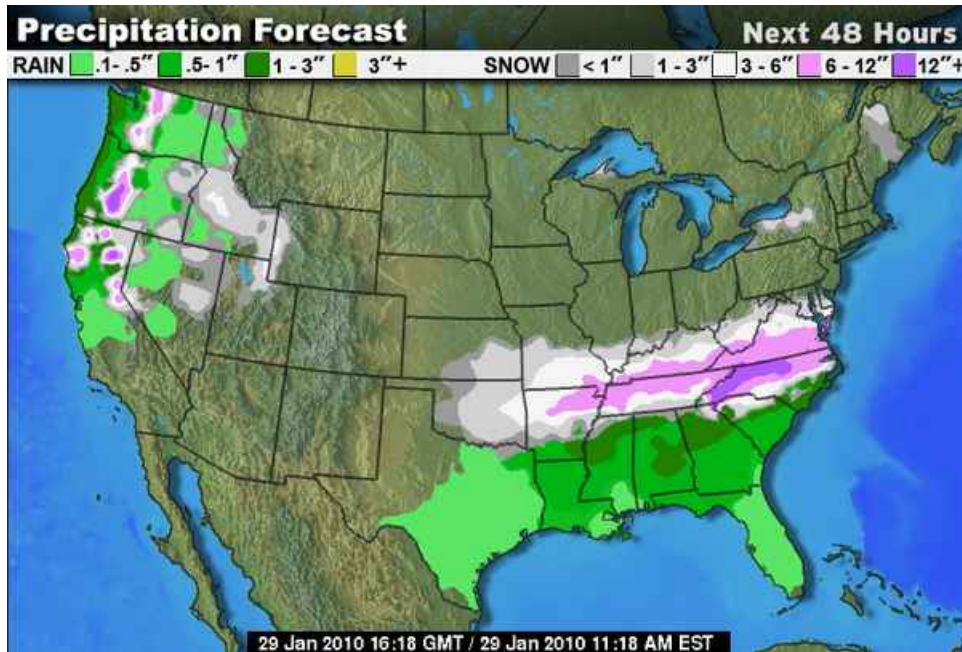 Precipitation Forecast Next 48 Hours
RAIN .1-.5" .5-1" 1-3" 3"+ SNOW <1" 1-3" 3-6" 6-12" 12"+
29 Jan 2010 16:18 GMT / 29 Jan 2010 11:18 AM EST